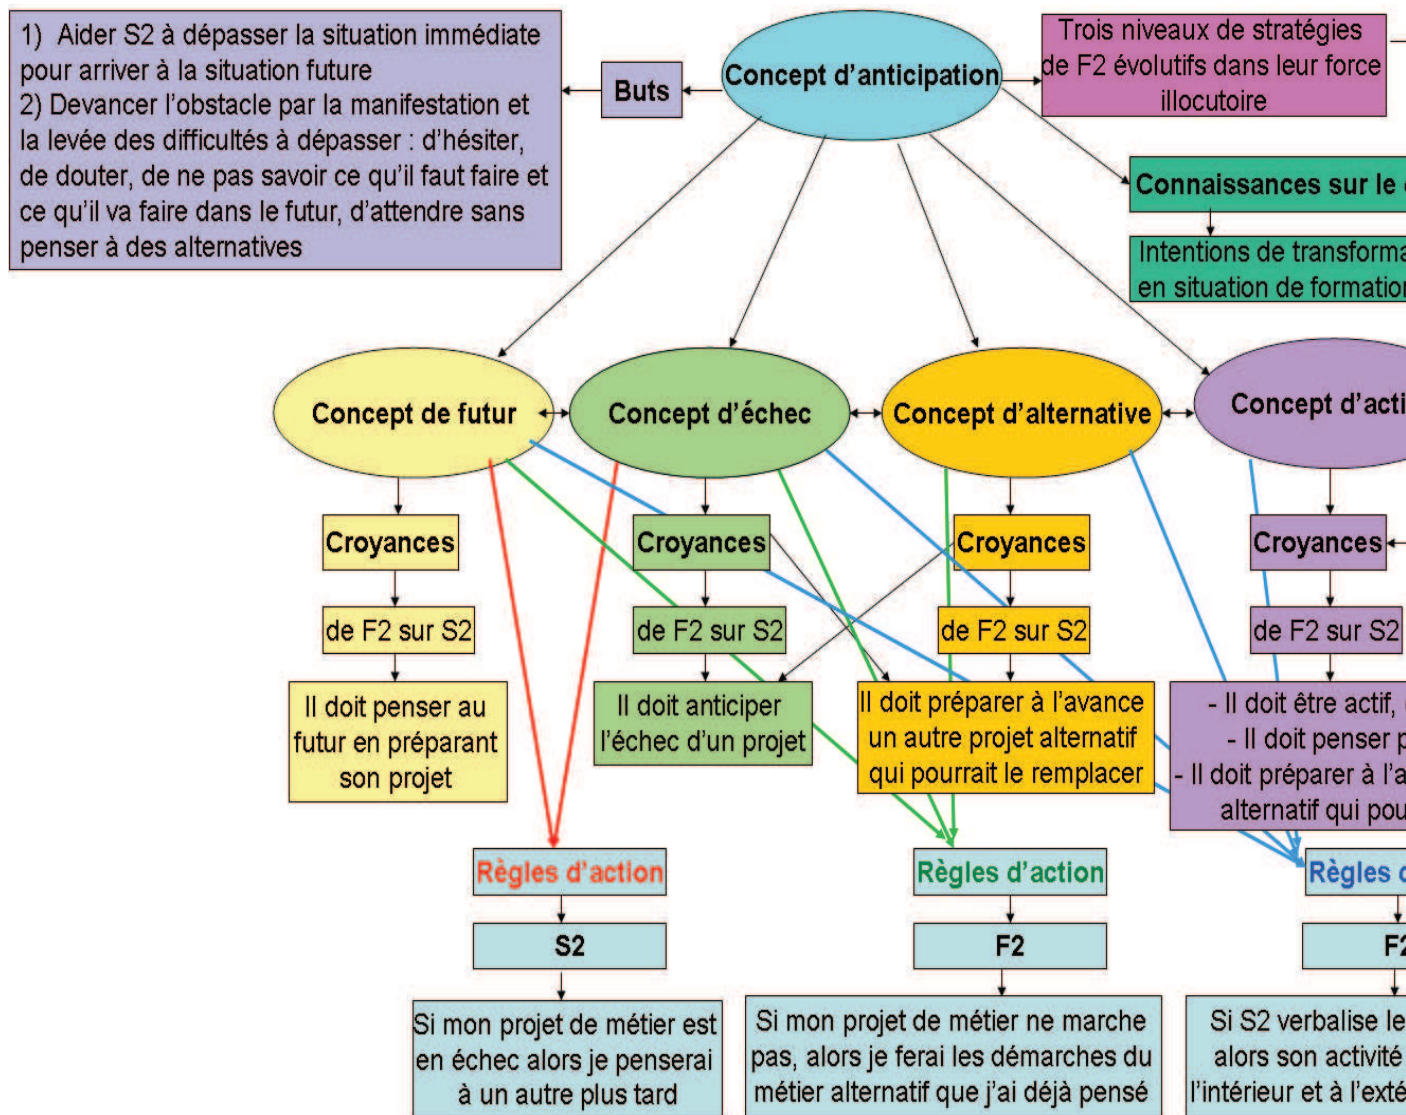 1) Aider S2 à dépasser la situation immédiate
pour arriver à la situation future
2) Devancer l'obstacle par la manifestation et
la levée des difficultés à dépasser : d'hésiter,
de douter, de ne pas savoir ce qu'il faut faire et
ce qu'il va faire dans le futur, d'attendre sans
penser à des alternatives
Buts
Concept d'anticipation
Trois niveaux de stratégies
de F2 évolutifs dans leur force
illocutoire
Connaissances sur le
Intentions de
en situation de
Concept de futur
Concept d'échec
Concept d'alternative
Concept
Croyances
Croyances
Croyances
Croyances
de F2 sur S2
de F2 sur S2
de F2 sur S2
de F2 sur S2
Il doit penser au
futur en préparant
son projet
Il doit anticiper
l'échec d'un projet
Il doit préparer à l'avance
un autre projet alternatif
qui pourrait le remplacer
- Il doit être actif,
- Il doit penser
- Il doit préparer à
alternatif qui
Règles d'action
Règles d'action
Règles
S2
F2
F2
Si mon projet de métier est
en échec alors je penserai
à un autre plus tard
Si mon projet de métier ne marche
pas, alors je ferai les démarches du
métier alternatif que j'ai déjà pensé
Si S2 verbalise
alors son activité
l'intérieur et à